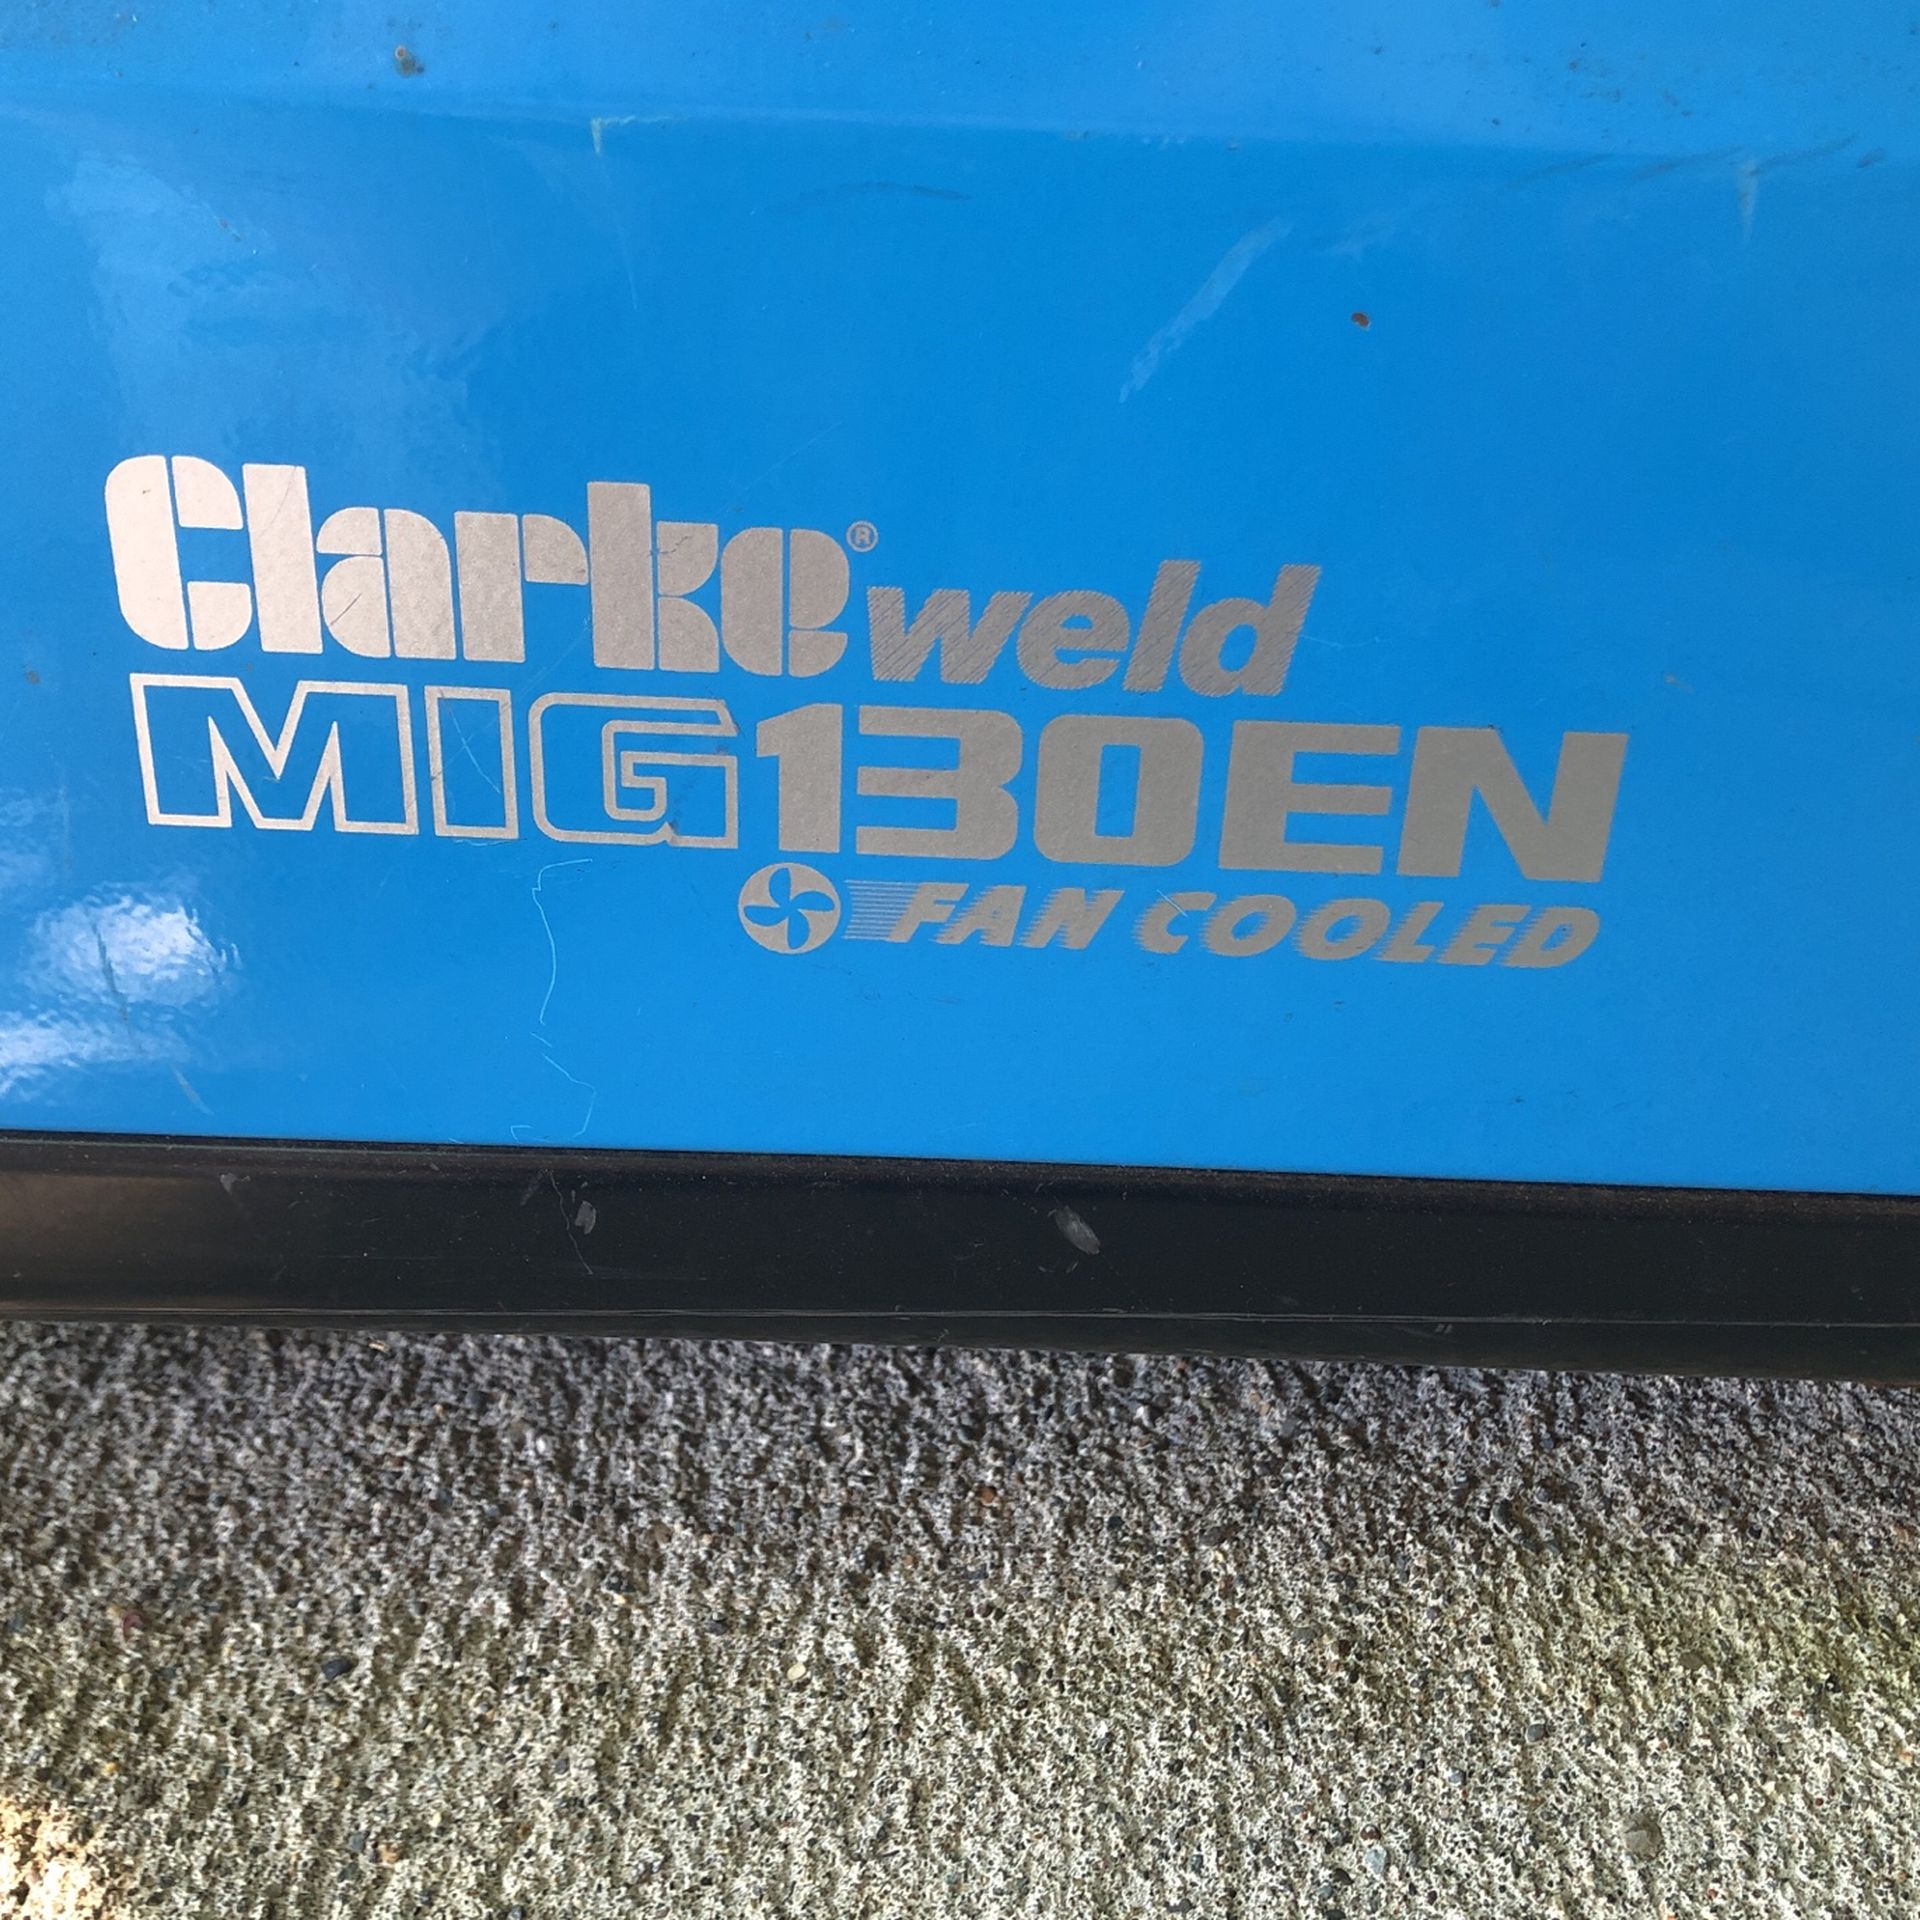 Clarke® weld
MIG130EN
FAN COOLED